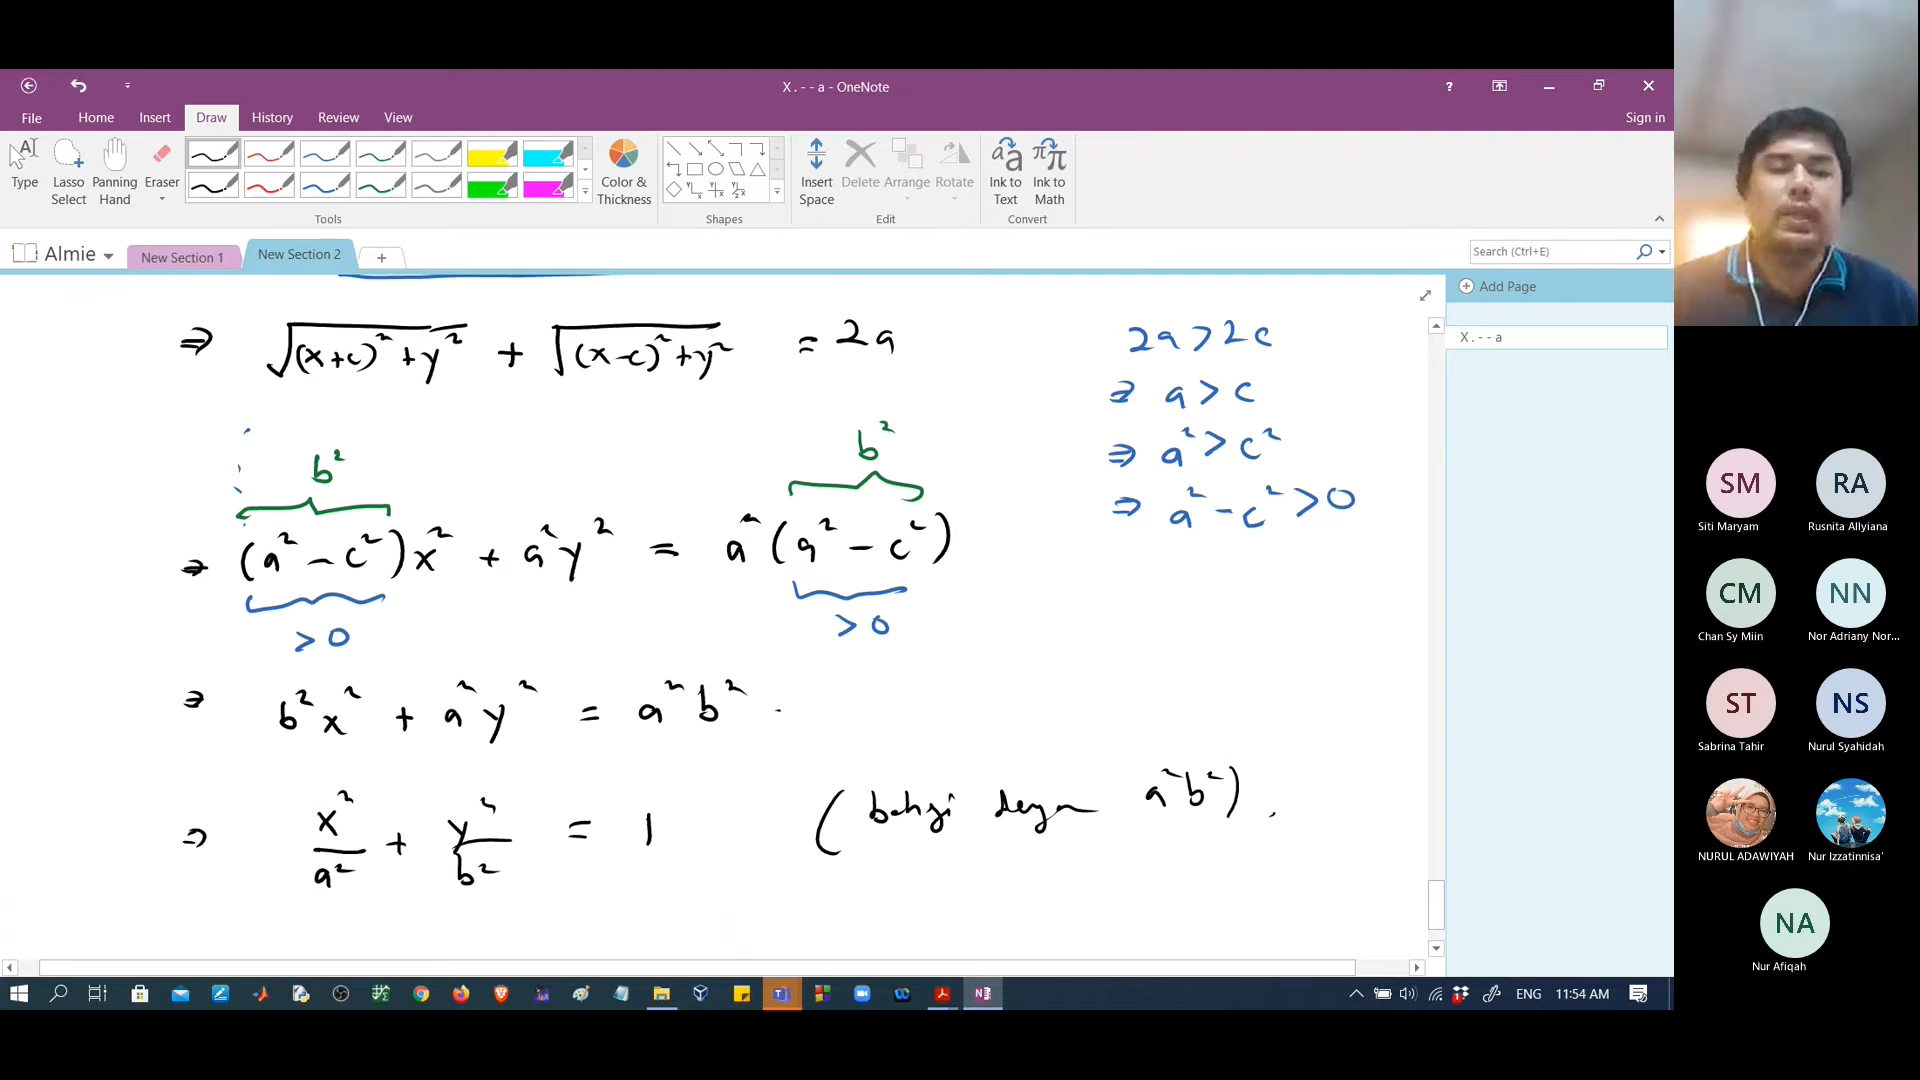 X . - - a - OneNote
?
File Home Insert Draw History Review View
Sign in
Type
Lasso Select
Panning Hand
Eraser
Color & Thickness
Insert Space
Delete
Arrange
Rotate
Ink to Text
Ink to Math
Tools
Shapes
Edit
Convert
Almie
New Section 1
New Section 2
+
Search (Ctrl+E)
Add Page
X . - - a
⇒ √((x+c)² + y²) + √((x-c)² + y²) = 2a
2a > 2c
⇒ a > c
⇒ a² > c²
⇒ a² - c² > 0
b²
b²
⇒ (a² - c²)x² + a²y² = a²(a² - c²)
> 0
> 0
⇒ b²x² + a²y² = a²b².
⇒ x²/a² + y²/b² = 1 (bahgi dengan a²b²).
SM
Siti Maryam
RA
Rusnita Allyiana
CM
Chan Sy Miin
NN
Nor Adriany Nor...
ST
Sabrina Tahir
NS
Nurul Syahidah
NURUL ADAWIYAH
Nur Izzatinnisa'
NA
Nur Afiqah
ENG
11:54 AM